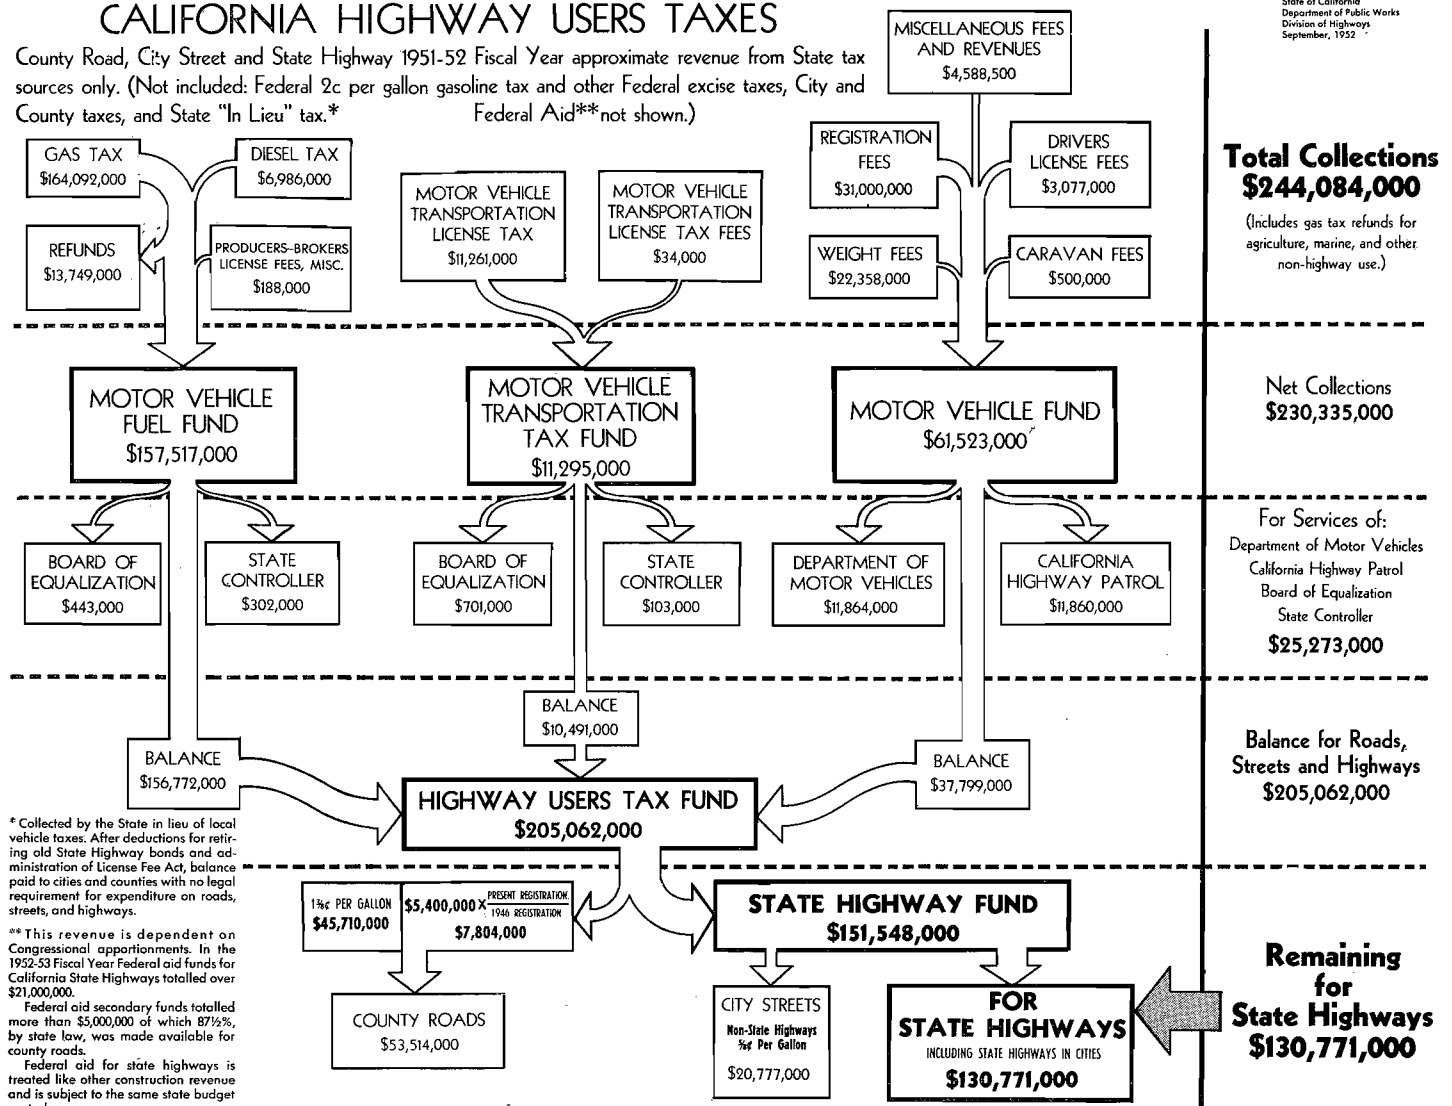 CALIFORNIA HIGHWAY USERS TAXES
County Road, City Street and State Highway 1951-52 Fiscal Year approximate revenue from State tax
sources only. (Not included: Federal 2c per gallon gasoline tax and other Federal excise taxes, City and
County taxes, and State "In Lieu" tax.* Federal Aid** not shown.)
State of California
Department of Public Works
Division of Highways
September, 1952
MISCELLANEOUS FEES
AND REVENUES
$4,588,500
GAS TAX
$164,092,000
DIESEL TAX
$6,986,000
REFUNDS
$13,749,000
PRODUCERS-BROKERS
LICENSE FEES, MISC.
$188,000
MOTOR VEHICLE
TRANSPORTATION
LICENSE TAX
$11,261,000
MOTOR VEHICLE
TRANSPORTATION
LICENSE TAX FEES
$34,000
REGISTRATION
FEES
$31,000,000
DRIVERS
LICENSE FEES
$3,077,000
WEIGHT FEES
$22,358,000
CARAVAN FEES
$500,000
Total Collections
$244,084,000
(Includes gas tax refunds for
agriculture, marine, and other
non-highway use.)
MOTOR VEHICLE
FUEL FUND
$157,517,000
MOTOR VEHICLE
TRANSPORTATION
TAX FUND
$11,295,000
MOTOR VEHICLE FUND
$61,523,000
Net Collections
$230,335,000
BOARD OF
EQUALIZATION
$443,000
STATE
CONTROLLER
$302,000
BOARD OF
EQUALIZATION
$701,000
STATE
CONTROLLER
$103,000
DEPARTMENT OF
MOTOR VEHICLES
$11,864,000
CALIFORNIA
HIGHWAY PATROL
$11,860,000
For Services of:
Department of Motor Vehicles
California Highway Patrol
Board of Equalization
State Controller
$25,273,000
BALANCE
$156,772,000
BALANCE
$10,491,000
BALANCE
$37,799,000
HIGHWAY USERS TAX FUND
$205,062,000
Balance for Roads,
Streets and Highways
$205,062,000
* Collected by the State in lieu of local
vehicle taxes. After deductions for retir-
ing old State Highway bonds and ad-
ministration of License Fee Act, balance
paid to cities and counties with no legal
requirement for expenditure on roads,
streets, and highways.
** This revenue is dependent on
Congressional apportionments. In the
1952-53 Fiscal Year Federal aid funds for
California State Highways totalled over
$21,000,000.
Federal aid secondary funds totalled
more than $5,000,000 of which 87½%,
by state law, was made available for
county roads.
Federal aid for state highways is
treated like other construction revenue
and is subject to the same state budget
1⅜¢ PER GALLON
$45,710,000
$5,400,000 X PRESENT REGISTRATION
1946 REGISTRATION
$7,804,000
COUNTY ROADS
$53,514,000
STATE HIGHWAY FUND
$151,548,000
CITY STREETS
Non-State Highways
⅝¢ Per Gallon
$20,777,000
FOR
STATE HIGHWAYS
INCLUDING STATE HIGHWAYS IN CITIES
$130,771,000
Remaining
for
State Highways
$130,771,000